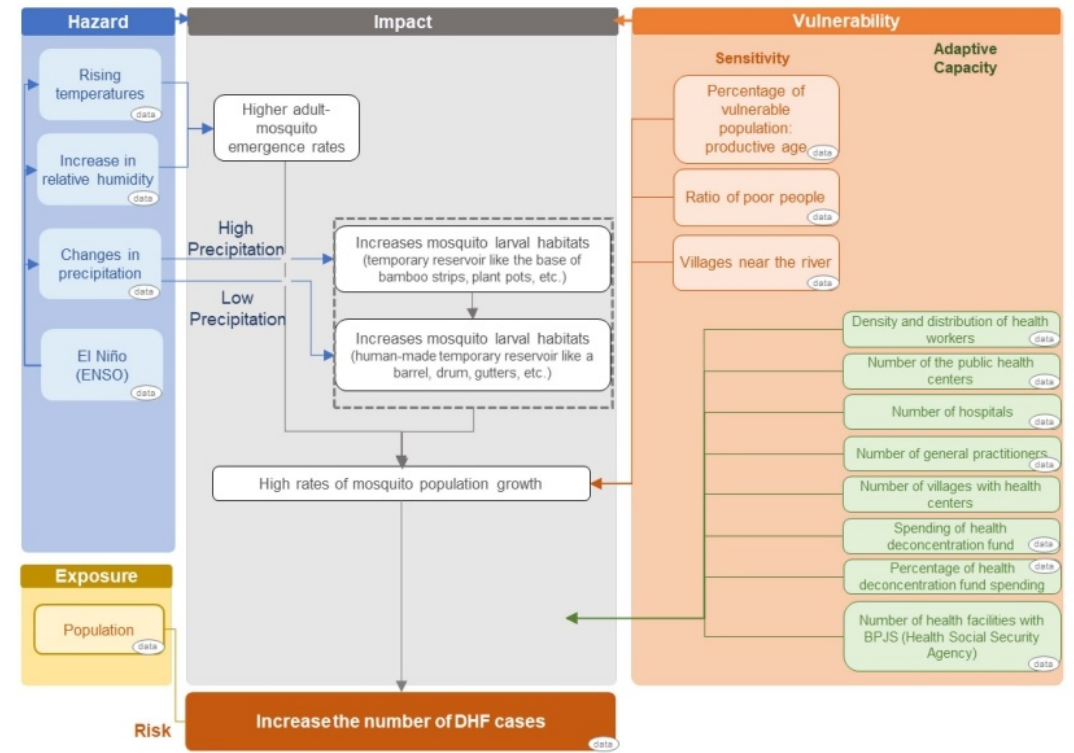 Hazard
Rising
temperatures
data
Increase in
relative humidity
data
Changes in
precipitation
data
El Niño
(ENSO)
data
Exposure
Population
data
Risk
Impact
Higher adult-
mosquito
emergence rates
High
Precipitation
Low
Precipitation
Increases mosquito larval habitats
(temporary reservoir like the base of
bamboo strips, plant pots, etc.)
Increases mosquito larval habitats
(human-made temporary reservoir like a
barrel, drum, gutters, etc.)
High rates of mosquito population growth
Increase the number of DHF cases
data
Vulnerability
Sensitivity
Percentage of
vulnerable
population:
productive age
data
Ratio of poor people
data
Villages near the river
data
Adaptive
Capacity
Density and distribution of health
workers
data
Number of the public health
centers
data
Number of hospitals
data
Number of general practitioners
data
Number of villages with health
centers
Spending of health
deconcentration fund
data
Percentage of health
data
deconcentration fund spending
Number of health facilities with
BPJS (Health Social Security
Agency)
data